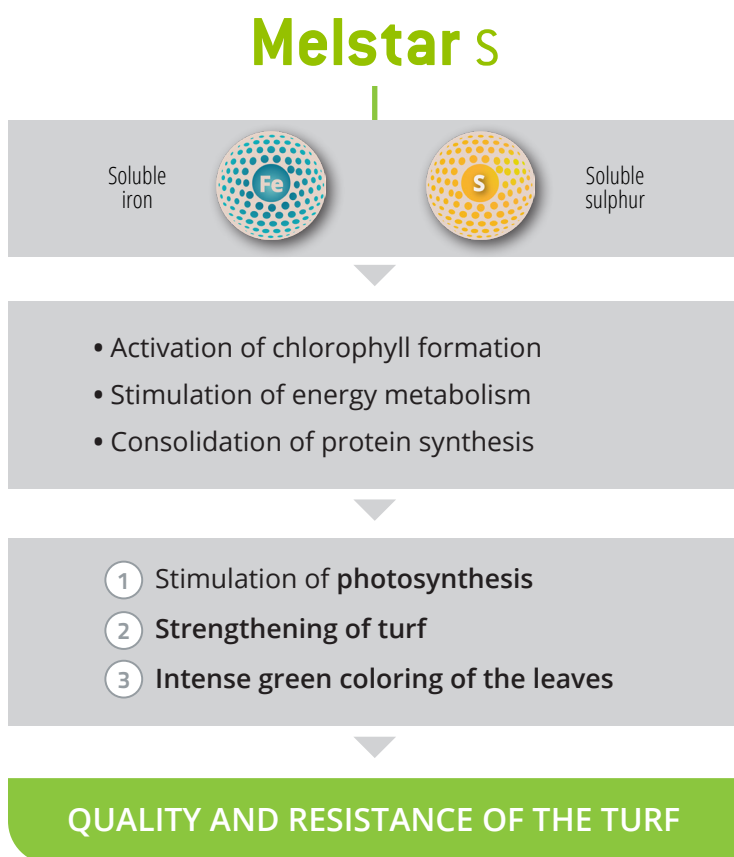 Melstar S
Soluble
iron
Fe
S
Soluble
sulphur
• Activation of chlorophyll formation
• Stimulation of energy metabolism
• Consolidation of protein synthesis
1 Stimulation of photosynthesis
2 Strengthening of turf
3 Intense green coloring of the leaves
QUALITY AND RESISTANCE OF THE TURF